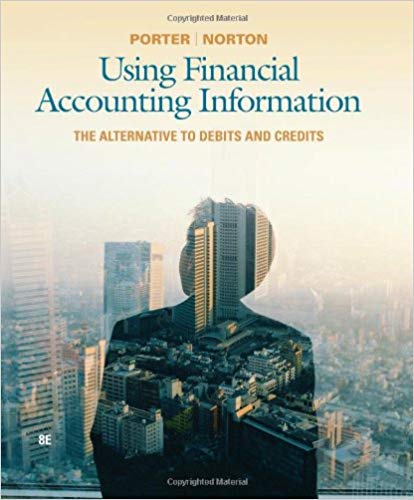 Copyrighted Material
PORTER | NORTON
Using Financial
Accounting Information
THE ALTERNATIVE TO DEBITS AND CREDITS
8E
Copyrighted Material